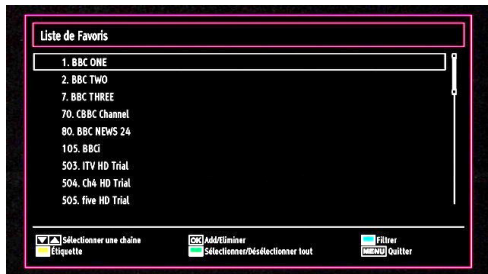 Liste de Favoris
1. BBC ONE
2. BBC TWO
7. BBC THREE
70. CBBC Channel
80. BBC NEWS 24
105. BBCi
503. ITV HD Trial
504. Ch4 HD Trial
505. five HD Trial
Sélectionner une chaine OK Add/Eliminer Filtrer
Étiquette Sélectionner/Désélectionner tout MENU Quitter